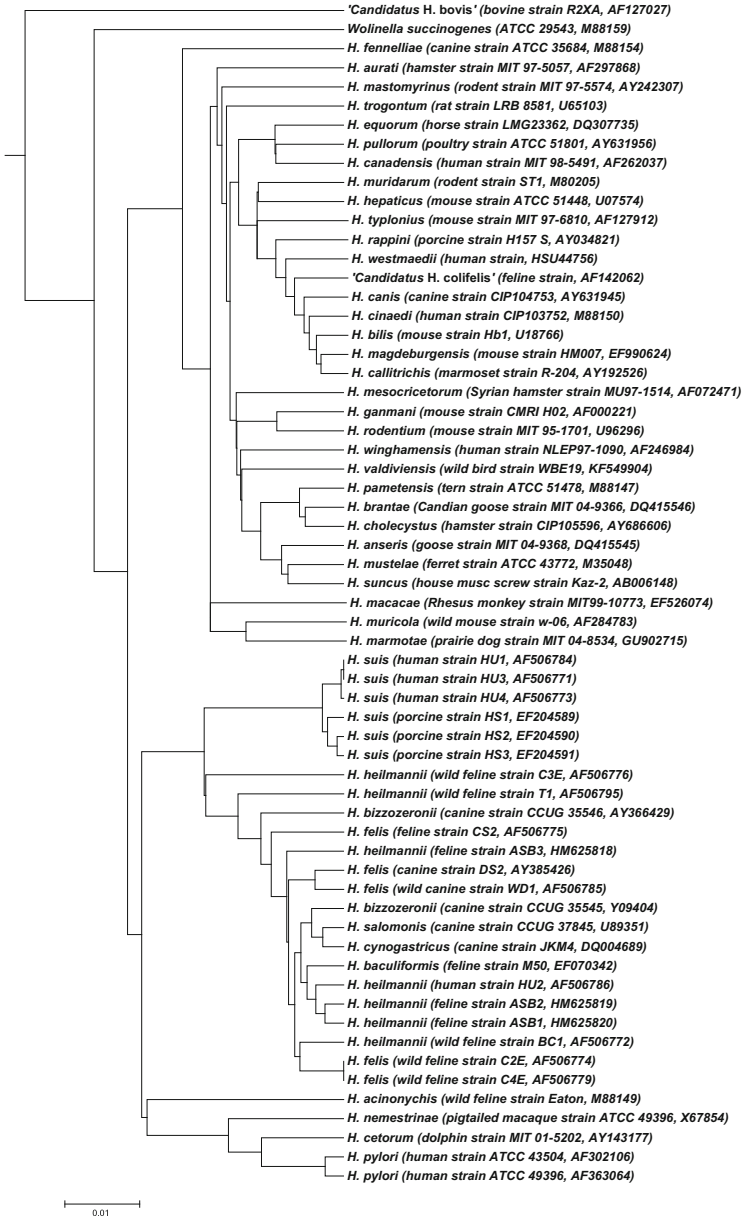 'Candidatus H. bovis' (bovine strain R2XA, AF127027)
Wolinella succinogenes (ATCC 29543, M88159)
H. fennelliae (canine strain ATCC 35684, M88154)
H. aurati (hamster strain MIT 97-5057, AF297868)
H. mastomyrinus (rodent strain MIT 97-5574, AY242307)
H. trogontum (rat strain LRB 8581, U65103)
H. equorum (horse strain LMG23362, DQ307735)
H. pullorum (poultry strain ATCC 51801, AY631956)
H. canadensis (human strain MIT 98-5491, AF262037)
H. muridarum (rodent strain ST1, M80205)
H. hepaticus (mouse strain ATCC 51448, U07574)
H. typlonius (mouse strain MIT 97-6810, AF127912)
H. rappini (porcine strain H157 S, AY034821)
H. westmaedii (human strain, HSU44756)
'Candidatus H. colifelis' (feline strain, AF142062)
H. canis (canine strain CIP104753, AY631945)
H. cinaedi (human strain CIP103752, M88150)
H. bilis (mouse strain Hb1, U18766)
H. magdeburgensis (mouse strain HM007, EF990624)
H. callitrichis (marmoset strain R-204, AY192526)
H. mesocricetorum (Syrian hamster strain MU97-1514, AF072471)
H. ganmani (mouse strain CMRI H02, AF000221)
H. rodentium (mouse strain MIT 95-1701, U96296)
H. winghamensis (human strain NLEP97-1090, AF246984)
H. valdiviensis (wild bird strain WBE19, KF549904)
H. pametensis (tern strain ATCC 51478, M88147)
H. brantae (Candian goose strain MIT 04-9366, DQ415546)
H. cholecystus (hamster strain CIP105596, AY686606)
H. anseris (goose strain MIT 04-9368, DQ415545)
H. mustelae (ferret strain ATCC 43772, M35048)
H. suncus (house musc screw strain Kaz-2, AB006148)
H. macacae (Rhesus monkey strain MIT99-10773, EF526074)
H. muricola (wild mouse strain w-06, AF284783)
H. marmotae (prairie dog strain MIT 04-8534, GU902715)
H. suis (human strain HU1, AF506784)
H. suis (human strain HU3, AF506771)
H. suis (human strain HU4, AF506773)
H. suis (porcine strain HS1, EF204589)
H. suis (porcine strain HS2, EF204590)
H. suis (porcine strain HS3, EF204591)
H. heilmannii (wild feline strain C3E, AF506776)
H. heilmannii (wild feline strain T1, AF506795)
H. bizzozeronii (canine strain CCUG 35546, AY366429)
H. felis (feline strain CS2, AF506775)
H. heilmannii (feline strain ASB3, HM625818)
H. felis (canine strain DS2, AY385426)
H. felis (wild canine strain WD1, AF506785)
H. bizzozeronii (canine strain CCUG 35545, Y09404)
H. salomonis (canine strain CCUG 37845, U89351)
H. cynogastricus (canine strain JKM4, DQ004689)
H. baculiformis (feline strain M50, EF070342)
H. heilmannii (human strain HU2, AF506786)
H. heilmannii (feline strain ASB2, HM625819)
H. heilmannii (feline strain ASB1, HM625820)
H. heilmannii (wild feline strain BC1, AF506772)
H. felis (wild feline strain C2E, AF506774)
H. felis (wild feline strain C4E, AF506779)
H. acinonychis (wild feline strain Eaton, M88149)
H. nemestrinae (pigtailed macaque strain ATCC 49396, X67854)
H. cetorum (dolphin strain MIT 01-5202, AY143177)
H. pylori (human strain ATCC 43504, AF302106)
H. pylori (human strain ATCC 49396, AF363064)
0.01